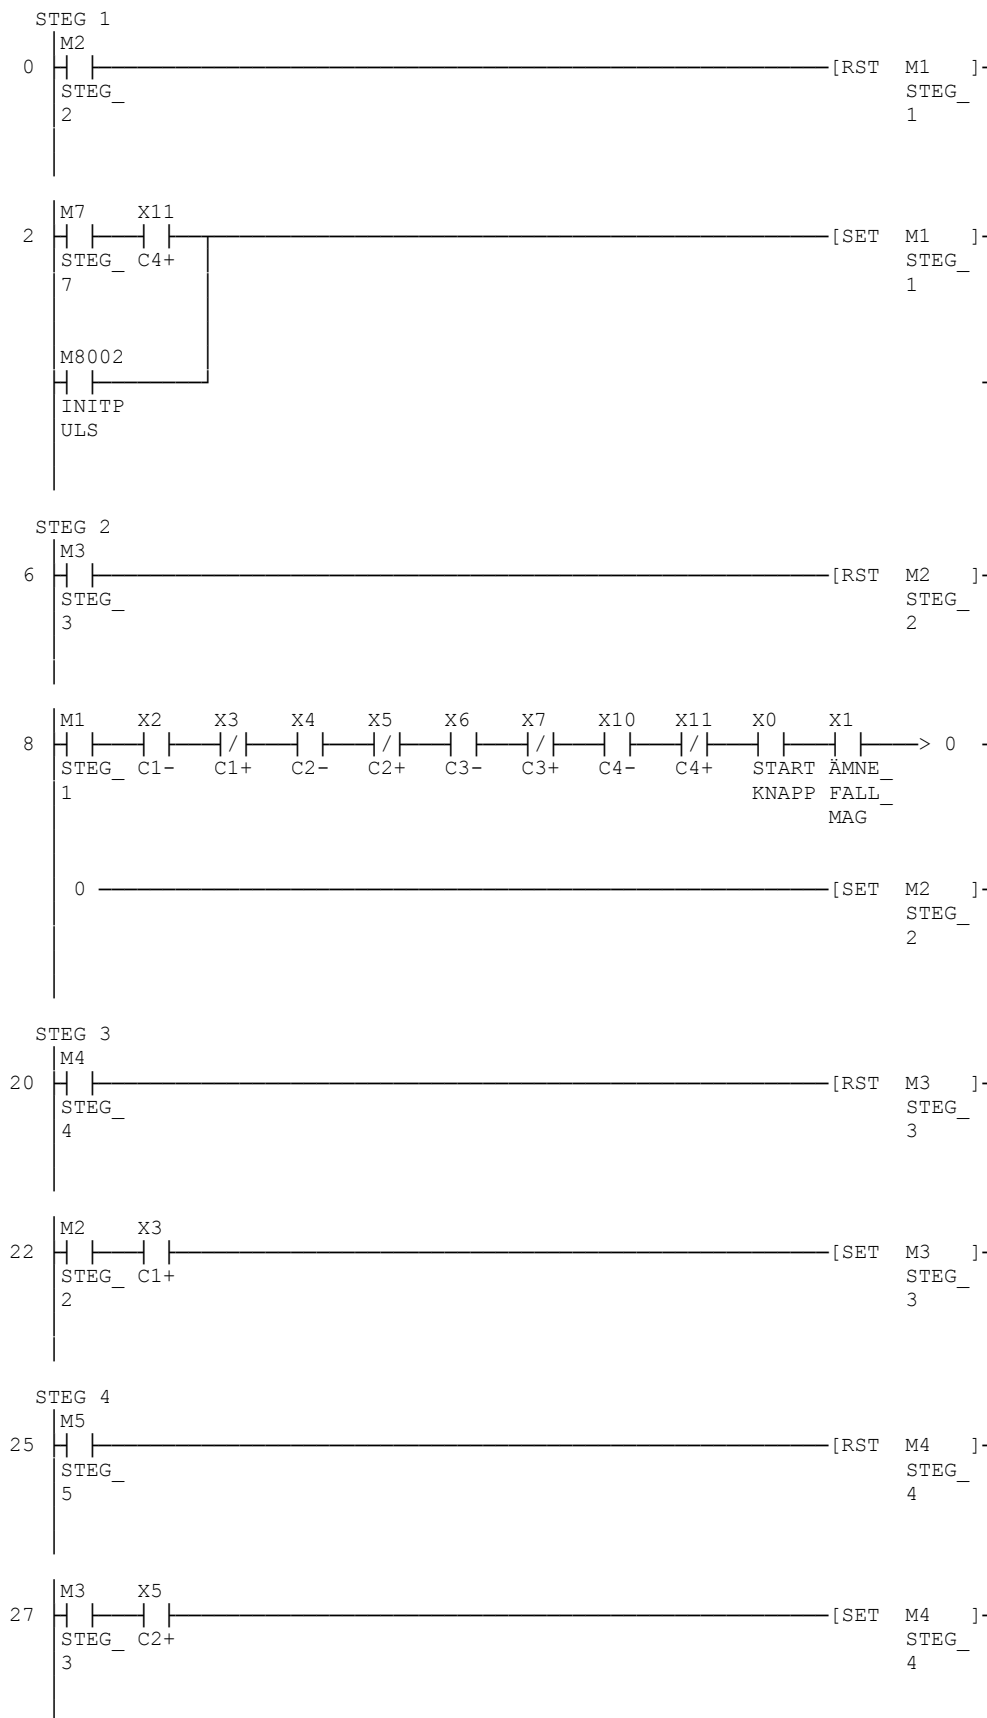 STEG 1
M2
0 [RST M1 ]
STEG_ STEG_
2 1
M7 X11
2 [SET M1 ]
STEG_ C4+ STEG_
7 1
M8002
INITP
ULS
STEG 2
M3
6 [RST M2 ]
STEG_ STEG_
3 2
M1 X2 X3 X4 X5 X6 X7 X10 X11 X0 X1
8 / / / / > 0
STEG_ C1- C1+ C2- C2+ C3- C3+ C4- C4+ START ÄMNE_
1 KNAPP FALL_
MAG
0 [SET M2 ]
STEG_
2
STEG 3
M4
20 [RST M3 ]
STEG_ STEG_
4 3
M2 X3
22 [SET M3 ]
STEG_ C1+ STEG_
2 3
STEG 4
M5
25 [RST M4 ]
STEG_ STEG_
5 4
M3 X5
27 [SET M4 ]
STEG_ C2+ STEG_
3 4